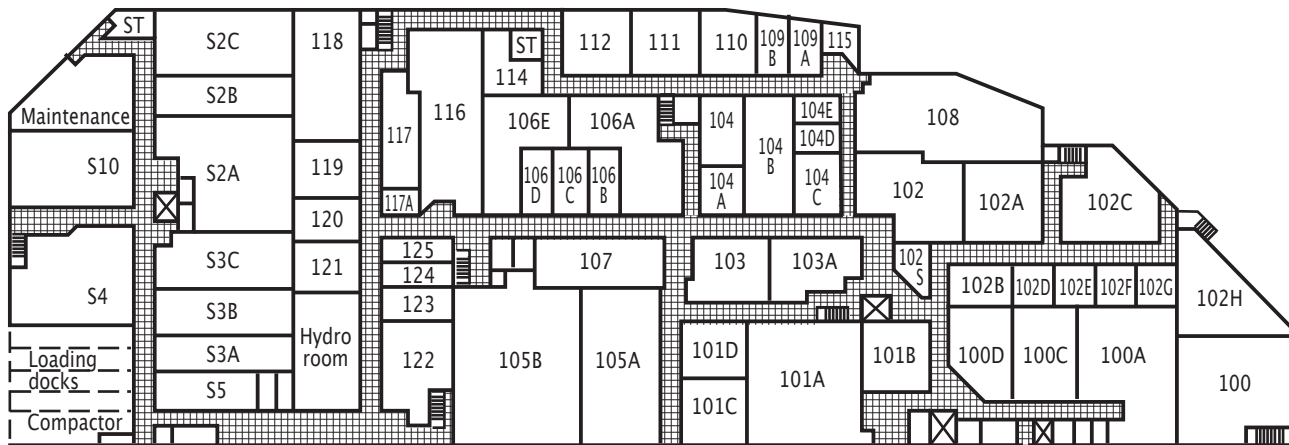 ST
S2C
118
112
111
110
109
B
109
A
115
ST
114
S2B
116
Maintenance
S2A
117
106E
106A
104
104
B
104E
104D
108
S10
119
106
D
106
C
106
B
104
A
104
C
102
102A
102C
117A
120
S3C
121
125
124
107
103
103A
102
S
102H
S4
S3B
123
102B
102D
102E
102F
102G
Hydro
room
S3A
Loading
docks
122
105B
105A
101D
101A
101B
100D
100C
100A
100
S5
101C
Compactor